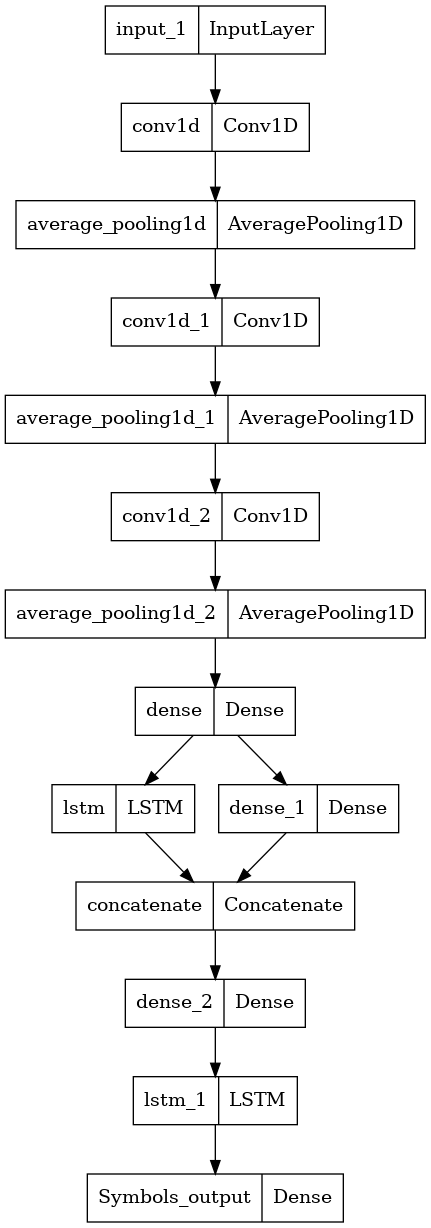 input_1 InputLayer
conv1d Conv1D
average_pooling1d AveragePooling1D
conv1d_1 Conv1D
average_pooling1d_1 AveragePooling1D
conv1d_2 Conv1D
average_pooling1d_2 AveragePooling1D
dense Dense
lstm LSTM dense_1 Dense
concatenate Concatenate
dense_2 Dense
lstm_1 LSTM
Symbols_output Dense